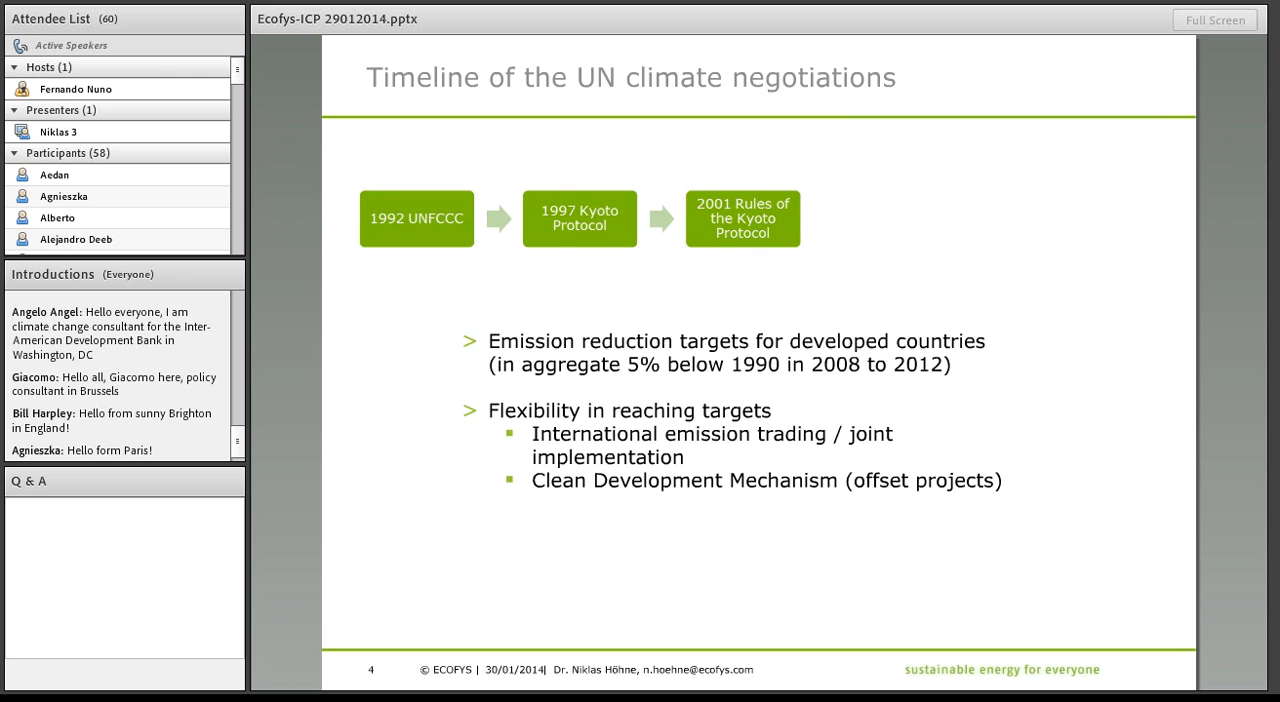 Attendee List (60)
Active Speakers
Hosts (1)
Fernando Nuno
Presenters (1)
Niklas 3
Participants (58)
Aedan
Agnieszka
Alberto
Alejandro Deeb
Introductions (Everyone)
Angelo Angel: Hello everyone, I am
climate change consultant for the Inter-
American Development Bank in
Washington, DC
Giacomo: Hello all, Giacomo here, policy
consultant in Brussels
Bill Harpley: Hello from sunny Brighton
in England!
Agnieszka: Hello form Paris!
Q & A
Ecofys-ICP 29012014.pptx
Full Screen
Timeline of the UN climate negotiations
1992 UNFCCC
1997 Kyoto
Protocol
2001 Rules of
the Kyoto
Protocol
> Emission reduction targets for developed countries
(in aggregate 5% below 1990 in 2008 to 2012)
> Flexibility in reaching targets
▪ International emission trading / joint
implementation
▪ Clean Development Mechanism (offset projects)
4 © ECOFYS | 30/01/2014| Dr. Niklas Höhne, n.hoehne@ecofys.com
sustainable energy for everyone